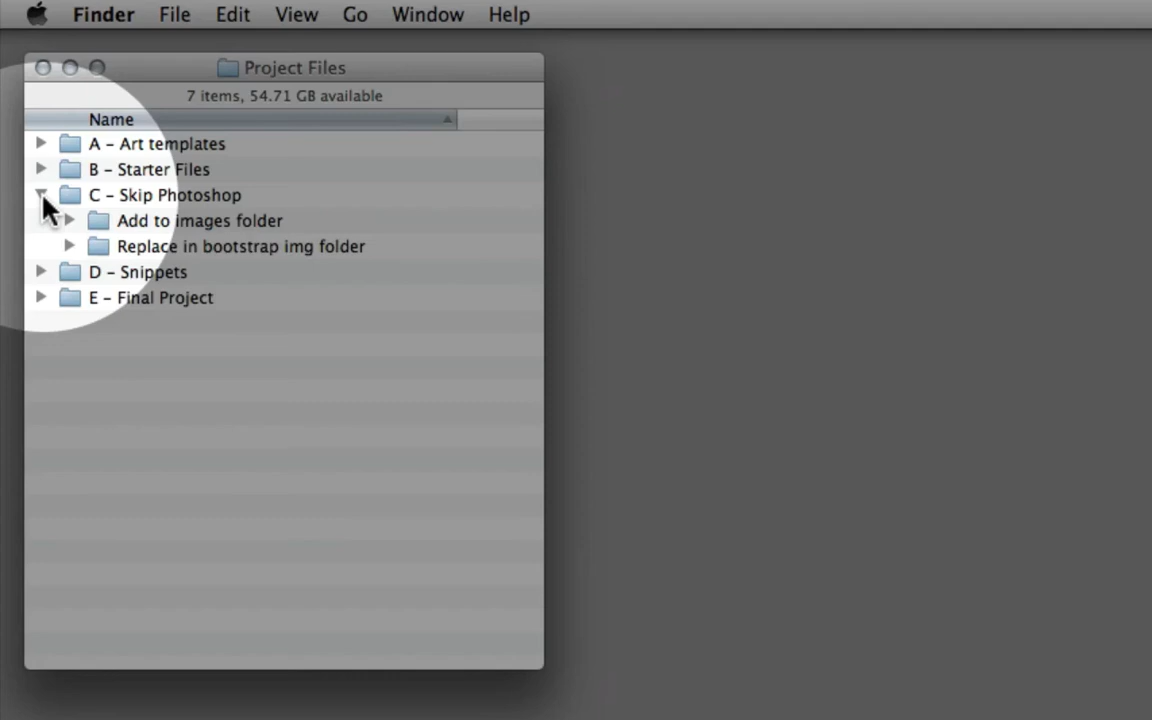 Finder File Edit View Go Window Help
Project Files
7 items, 54.71 GB available
Name
A – Art templates
B – Starter Files
C – Skip Photoshop
Add to images folder
Replace in bootstrap img folder
D – Snippets
E – Final Project